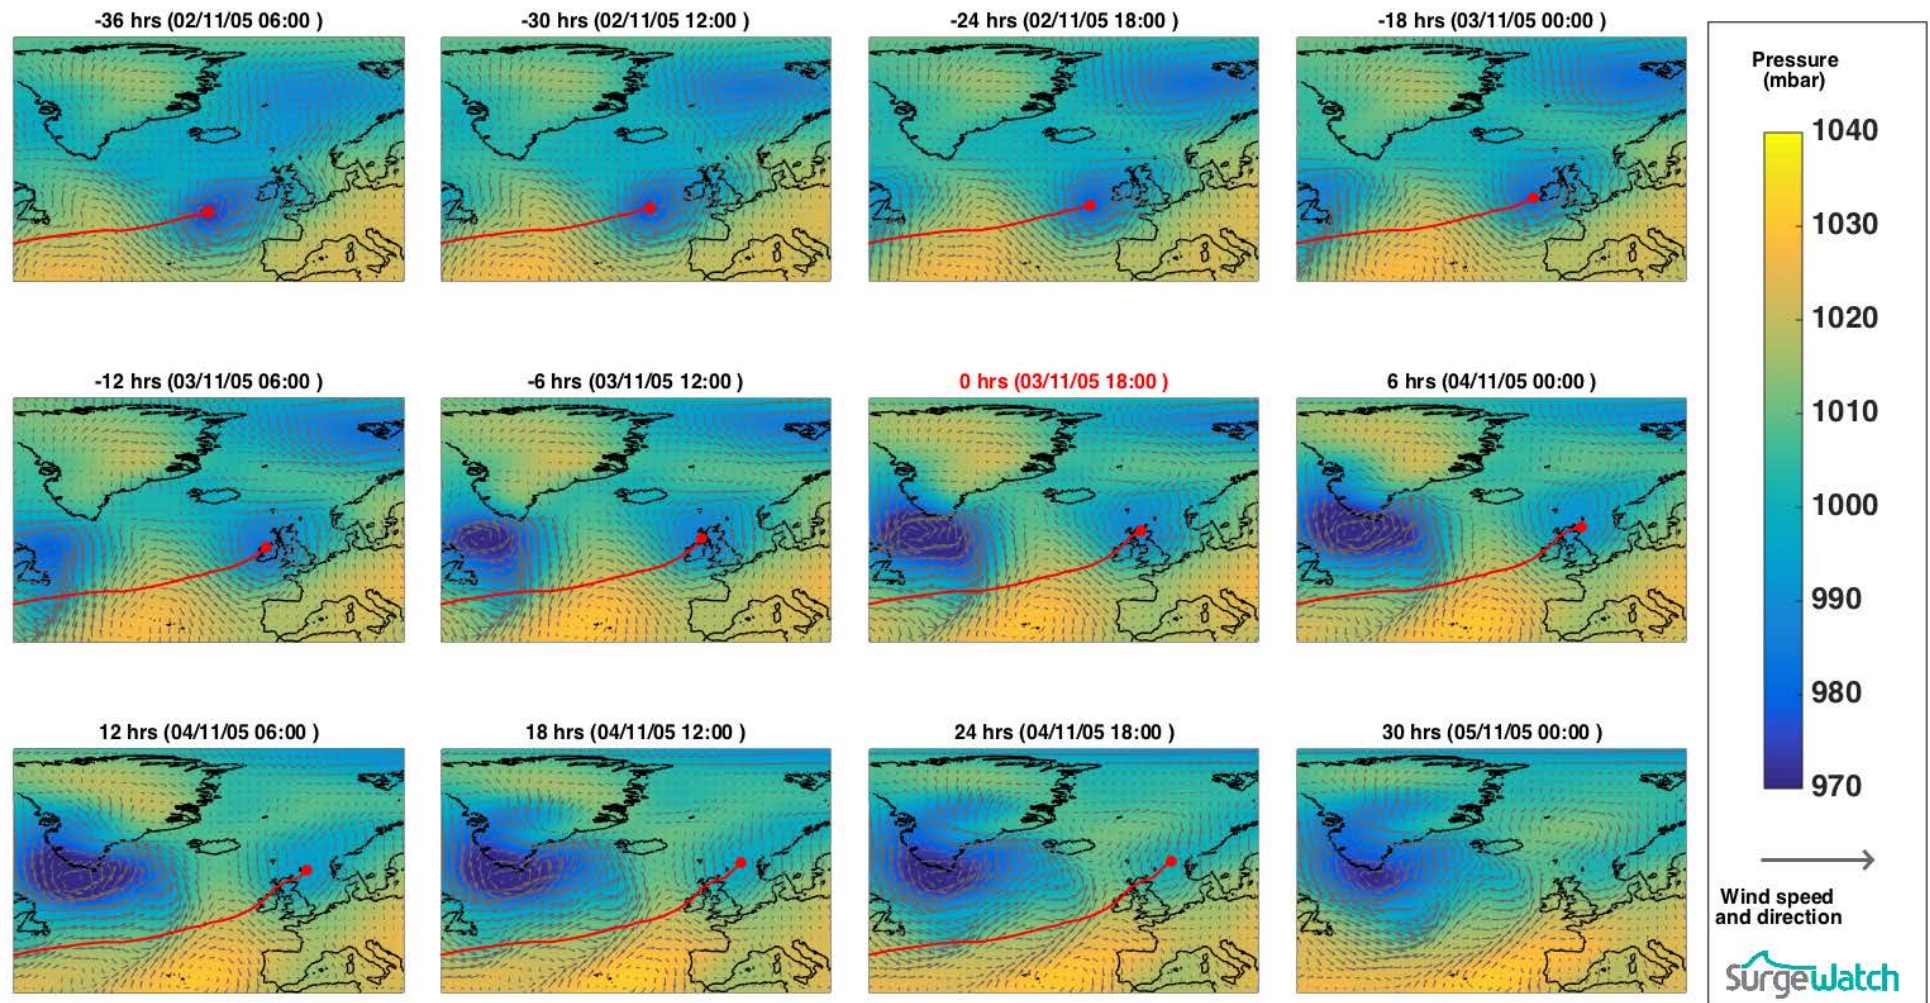 -36 hrs (02/11/05 06:00 )
-30 hrs (02/11/05 12:00 )
-24 hrs (02/11/05 18:00 )
-18 hrs (03/11/05 00:00 )
-12 hrs (03/11/05 06:00 )
-6 hrs (03/11/05 12:00 )
0 hrs (03/11/05 18:00 )
6 hrs (04/11/05 00:00 )
12 hrs (04/11/05 06:00 )
18 hrs (04/11/05 12:00 )
24 hrs (04/11/05 18:00 )
30 hrs (05/11/05 00:00 )
Pressure
(mbar)
1040
1030
1020
1010
1000
990
980
970
Wind speed
and direction
SurgeWatch